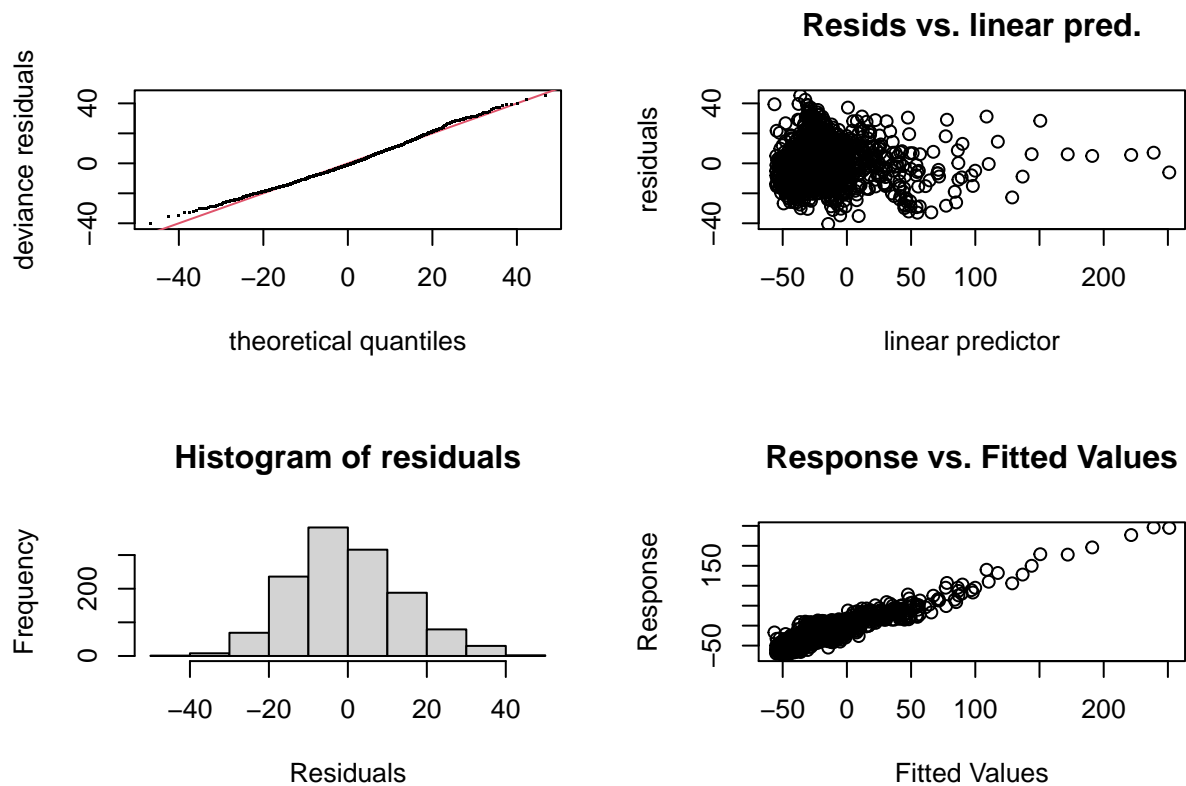 deviance residuals
40
0
−40
−40
−20
0
20
40
theoretical quantiles
Resids vs. linear pred.
residuals
40
0
−40
−50
0
50
100
200
linear predictor
Histogram of residuals
Frequency
200
0
−40
−20
0
20
40
Residuals
Response vs. Fitted Values
Response
150
−50
−50
0
50
100
200
Fitted Values